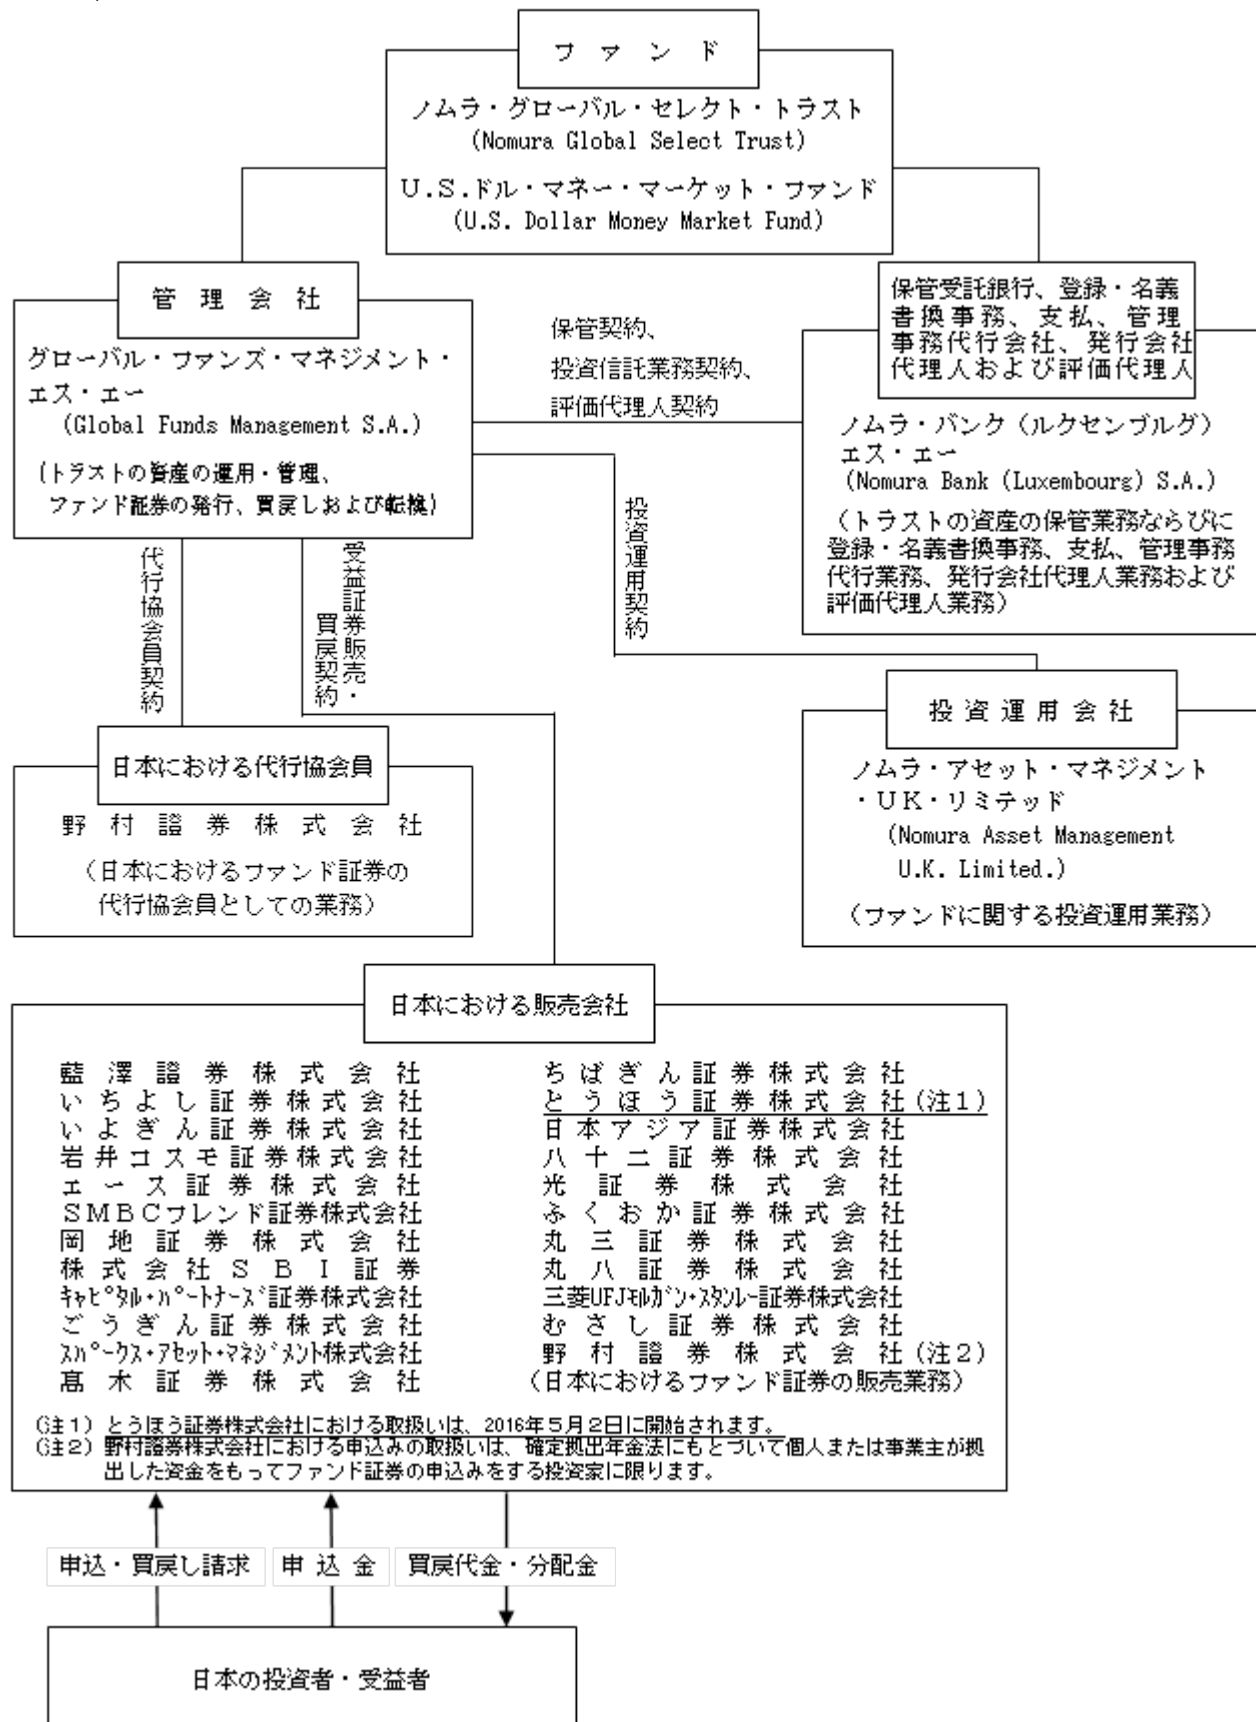 ファンド
ノムラ・グローバル・セレクト・トラスト
(Nomura Global Select Trust)
U.S.ドル・マネー・マーケット・ファンド
(U.S. Dollar Money Market Fund)
管理会社
グローバル・ファンズ・マネジメント・
エス・エー
(Global Funds Management S.A.)
(トラストの資産の運用・管理、
ファンド証券の発行、買戻しおよび転換)
保管契約、
投資信託業務契約、
評価代理人契約
保管受託銀行、登録・名義
書換事務、支払、管理
事務代行会社、発行会社
代理人および評価代理人
ノムラ・バンク(ルクセンブルグ)
エス・エー
(Nomura Bank (Luxembourg) S.A.)
(トラストの資産の保管業務ならびに
登録・名義書換事務、支払、管理事務
代行業務、発行会社代理人業務および
評価代理人業務)
代行協会員契約
受益証券販売・
買戻契約
投資運用契約
投資運用会社
ノムラ・アセット・マネジメント
・UK・リミテッド
(Nomura Asset Management
U.K. Limited.)
(ファンドに関する投資運用業務)
日本における代行協会員
野村證券株式会社
(日本におけるファンド証券の
代行協会員としての業務)
日本における販売会社
藍澤證券株式会社
いちよし証券株式会社
いよぎん証券株式会社
岩井コスモ証券株式会社
エース証券株式会社
SMBCフレンド証券株式会社
岡地証券株式会社
株式会社SBI証券
キャピタル・パートナーズ証券株式会社
ごうぎん証券株式会社
スパークス・アセット・マネジメント株式会社
髙木証券株式会社
ちばぎん証券株式会社
とうほう証券株式会社(注1)
日本アジア証券株式会社
八十二証券株式会社
光証券株式会社
ふくおか証券株式会社
丸三証券株式会社
丸八証券株式会社
三菱UFJモルガン・スタンレー証券株式会社
むさし証券株式会社
野村證券株式会社(注2)
(日本におけるファンド証券の販売業務)
(注1)とうほう証券株式会社における取扱いは、2016年5月2日に開始されます。
(注2)野村證券株式会社における申込みの取扱いは、確定拠出年金法にもとづいて個人または事業主が拠
出した資金をもってファンド証券の申込みをする投資家に限ります。
申込・買戻し請求
申込金
買戻代金・分配金
日本の投資者・受益者